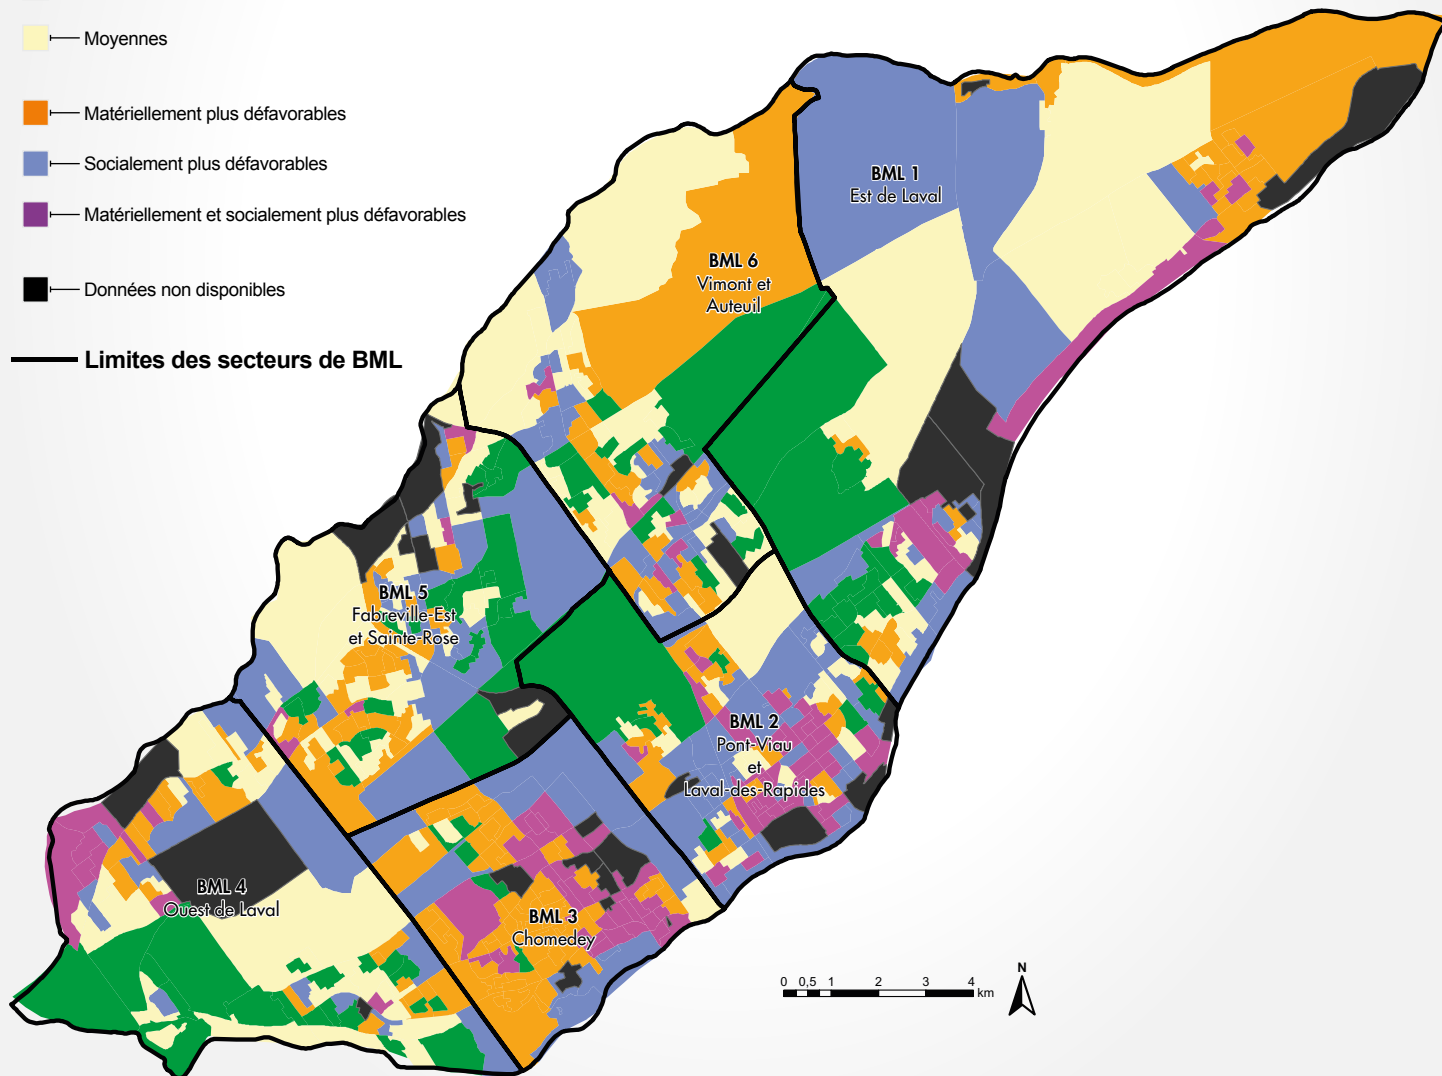 Moyennes
Matériellement plus défavorables
Socialement plus défavorables
Matériellement et socialement plus défavorables
Données non disponibles
Limites des secteurs de BML
BML 1
Est de Laval
BML 6
Vimont et
Auteuil
BML 5
Fabreville-Est
et Sainte-Rose
BML 2
Pont-Viau
et
Laval-des-Rapides
BML 4
Ouest de Laval
BML 3
Chomedey
0 0,5 1 2 3 4
km
N